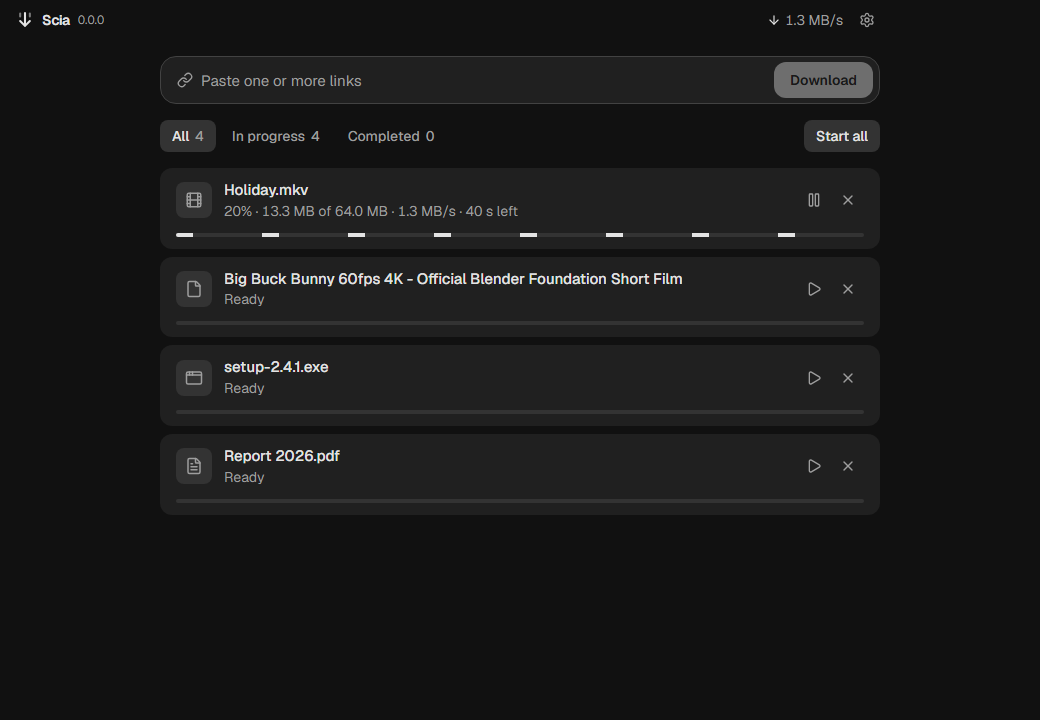 Scia 0.0.0
1.3 MB/s
Paste one or more links
Download
All 4
In progress 4
Completed 0
Start all
Holiday.mkv
20% · 13.3 MB of 64.0 MB · 1.3 MB/s · 40 s left
Big Buck Bunny 60fps 4K - Official Blender Foundation Short Film
Ready
setup-2.4.1.exe
Ready
Report 2026.pdf
Ready